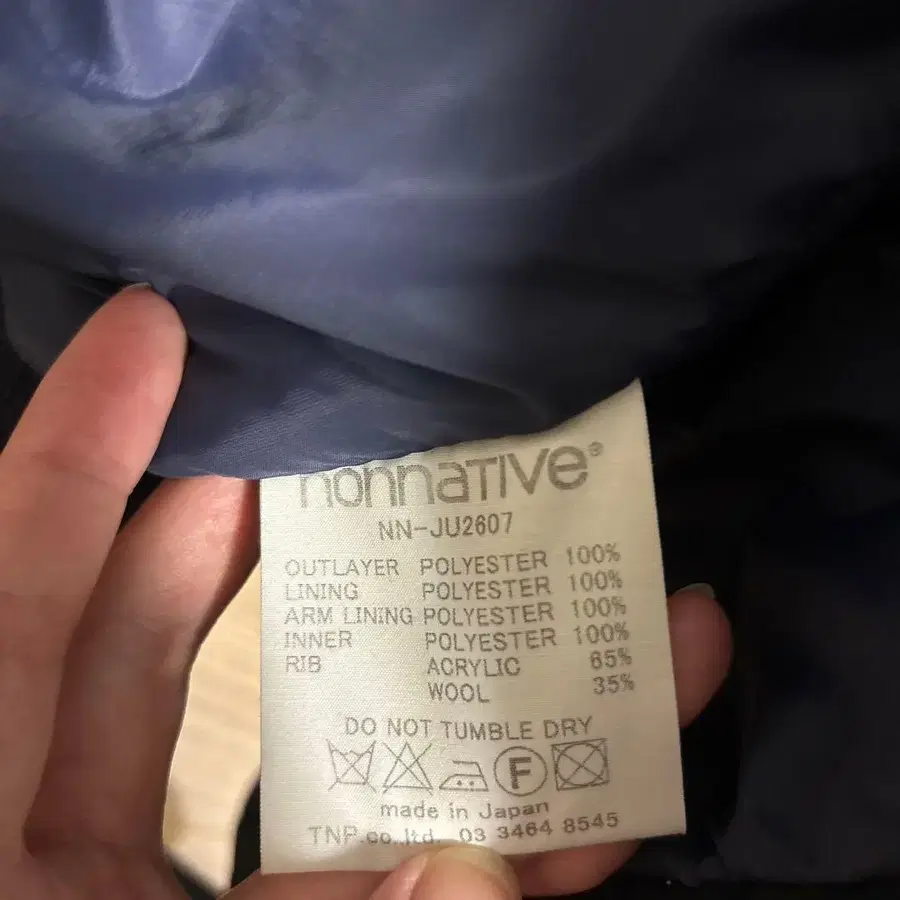 nonnative®
NN-JU2607
OUTLAYER POLYESTER 100%
LINING POLYESTER 100%
ARM LINING POLYESTER 100%
INNER POLYESTER 100%
RIB ACRYLIC 65%
WOOL 35%
DO NOT TUMBLE DRY
F
made in Japan
TNP.co.,ltd. 03 3464 8545